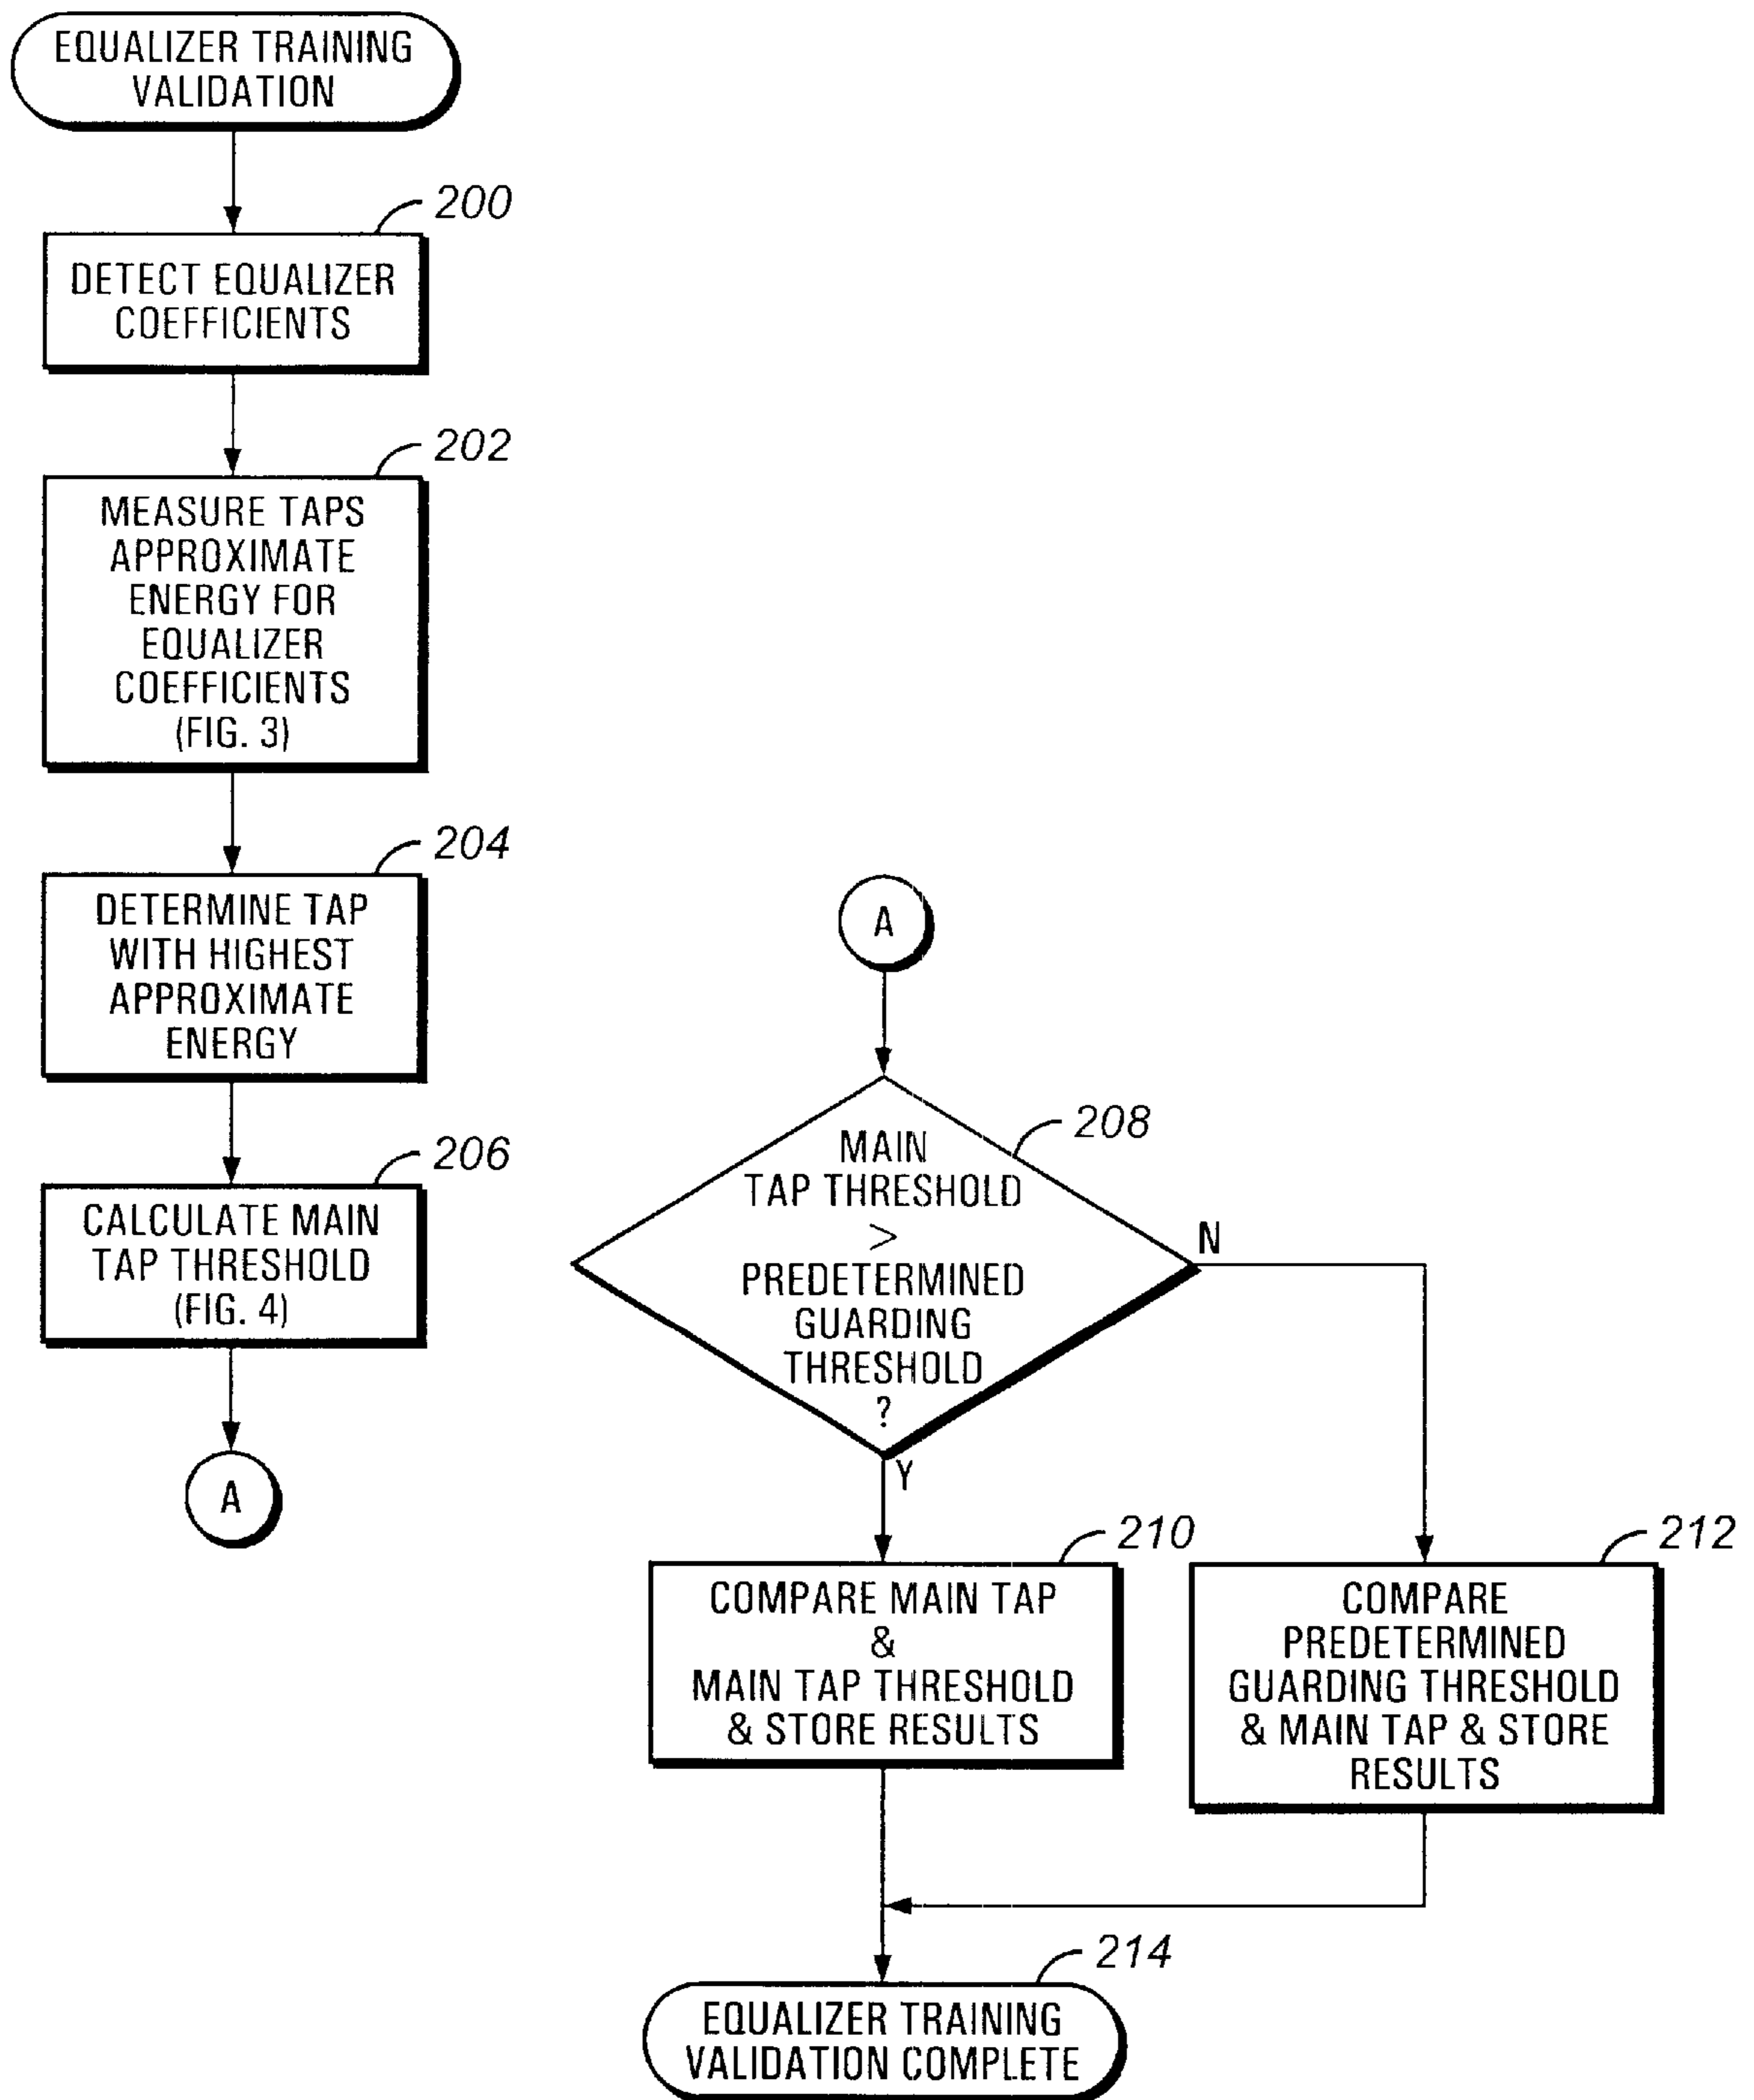 EQUALIZER TRAINING
VALIDATION
200
DETECT EQUALIZER
COEFFICIENTS
202
MEASURE TAPS
APPROXIMATE
ENERGY FOR
EQUALIZER
COEFFICIENTS
(FIG. 3)
204
DETERMINE TAP
WITH HIGHEST
APPROXIMATE
ENERGY
206
CALCULATE MAIN
TAP THRESHOLD
(FIG. 4)
A
A
208
MAIN
TAP THRESHOLD
>
PREDETERMINED
GUARDING
THRESHOLD
?
N
Y
210
COMPARE MAIN TAP
&
MAIN TAP THRESHOLD
& STORE RESULTS
212
COMPARE
PREDETERMINED
GUARDING THRESHOLD
& MAIN TAP & STORE
RESULTS
214
EQUALIZER TRAINING
VALIDATION COMPLETE